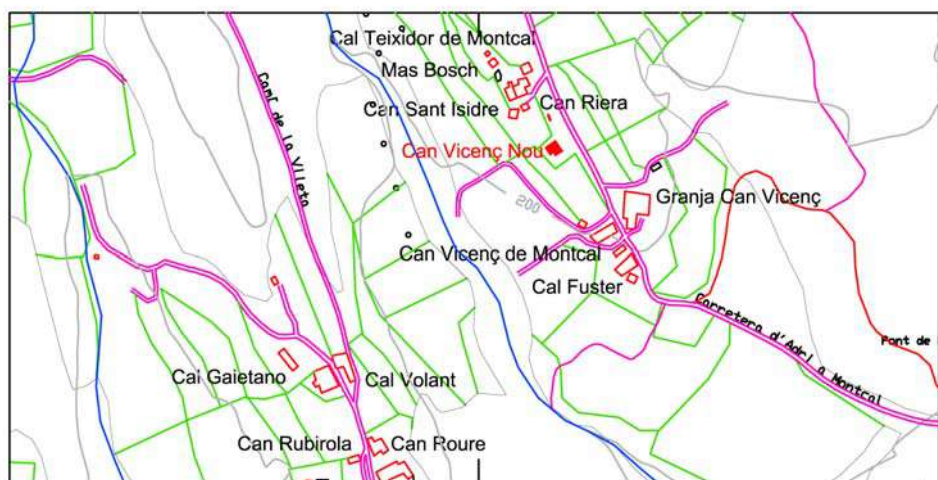 Cal Teixidor de Montcal
Mas Bosch
Can Sant Isidre
Can Riera
Camí de la Vileta
Can Vicenç Nou
200
Granja Can Vicenç
Can Vicenç de Montcal
Cal Fuster
Carretera d'Adri a Montcal
Font de
Cai Gaietano
Cal Volant
Can Rubirola
Can Roure